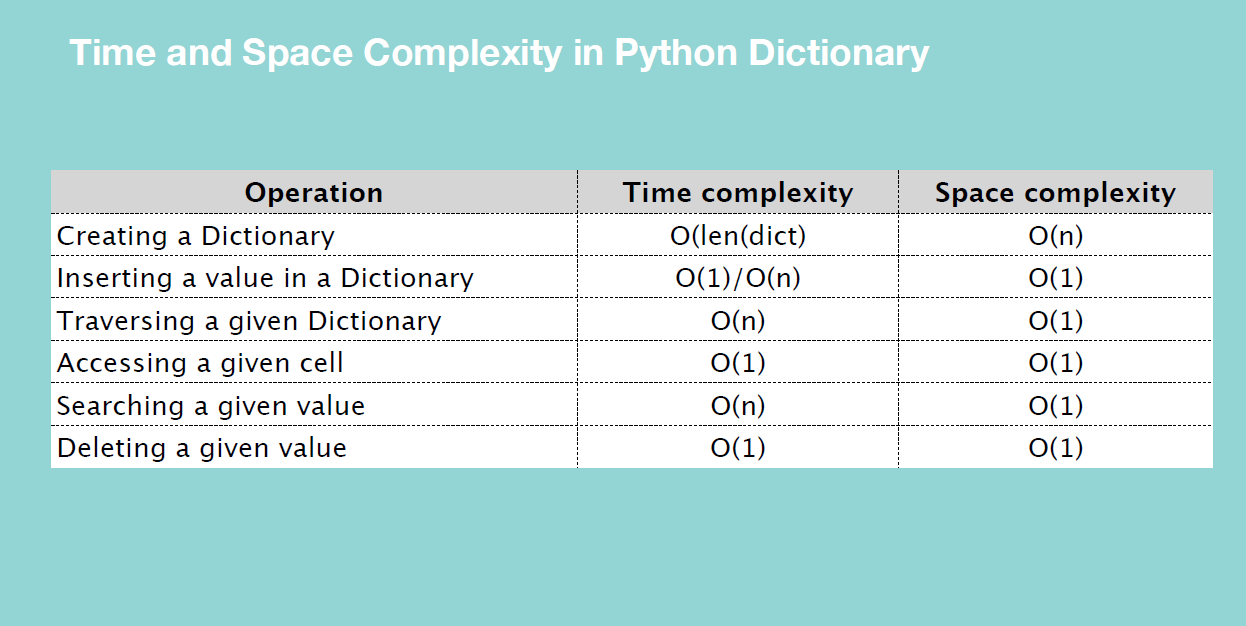 Time and Space Complexity in Python Dictionary
Operation Time complexity Space complexity
Creating a Dictionary O(len(dict) O(n)
Inserting a value in a Dictionary O(1)/O(n) O(1)
Traversing a given Dictionary O(n) O(1)
Accessing a given cell O(1) O(1)
Searching a given value O(n) O(1)
Deleting a given value O(1) O(1)